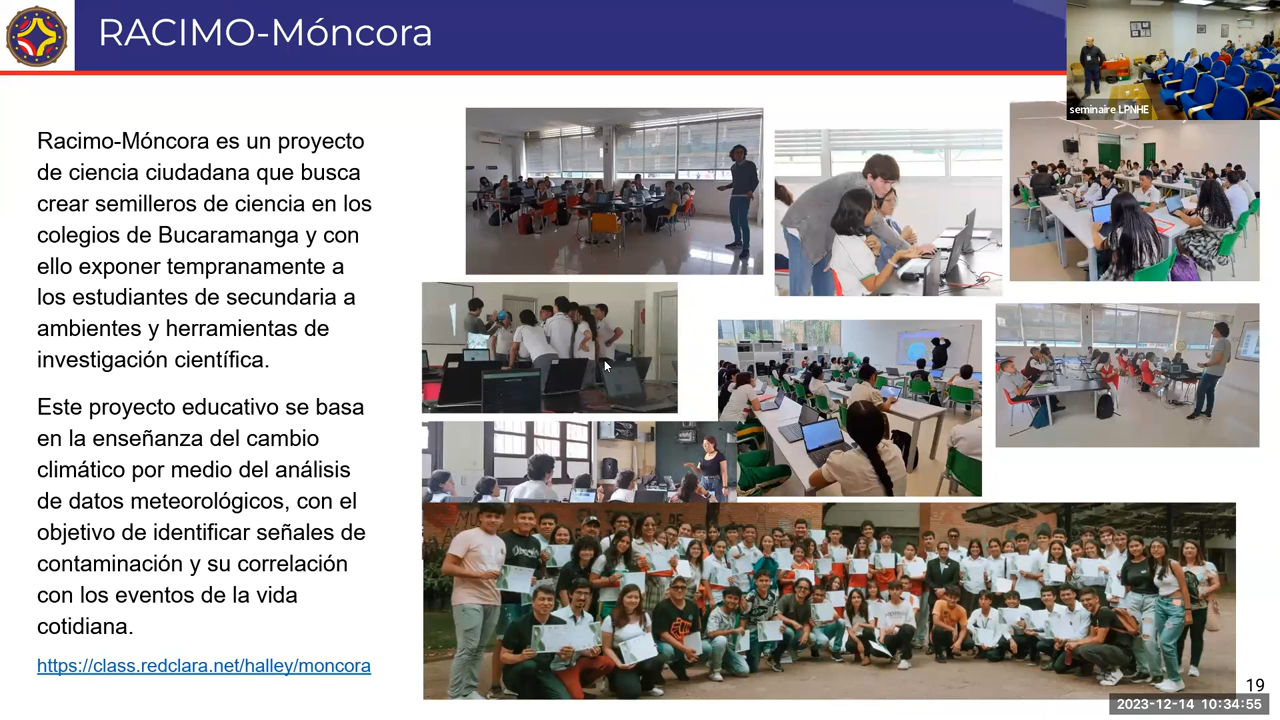 RACIMO-Móncora
seminaire LPNHE
Racimo-Móncora es un proyecto
de ciencia ciudadana que busca
crear semilleros de ciencia en los
colegios de Bucaramanga y con
ello exponer tempranamente a
los estudiantes de secundaria a
ambientes y herramientas de
investigación científica.
Este proyecto educativo se basa
en la enseñanza del cambio
climático por medio del análisis
de datos meteorológicos, con el
objetivo de identificar señales de
contaminación y su correlación
con los eventos de la vida
cotidiana.
https://class.redclara.net/halley/moncora
19
2023-12-14 10:34:55